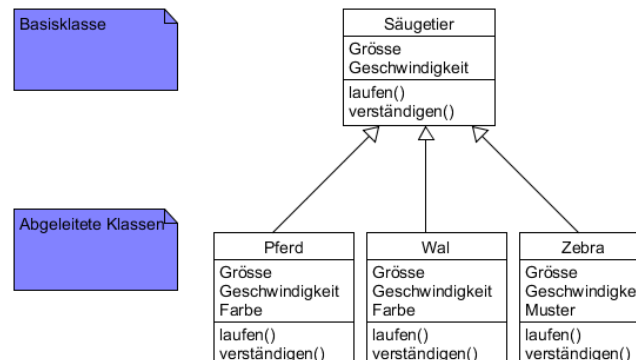 Basisklasse
Säugetier
Grösse
Geschwindigkeit
laufen()
verständigen()
Abgeleitete Klassen
Pferd
Grösse
Geschwindigkeit
Farbe
laufen()
verständigen()
Wal
Grösse
Geschwindigkeit
Farbe
laufen()
verständigen()
Zebra
Grösse
Geschwindigke
Muster
laufen()
verständigen()